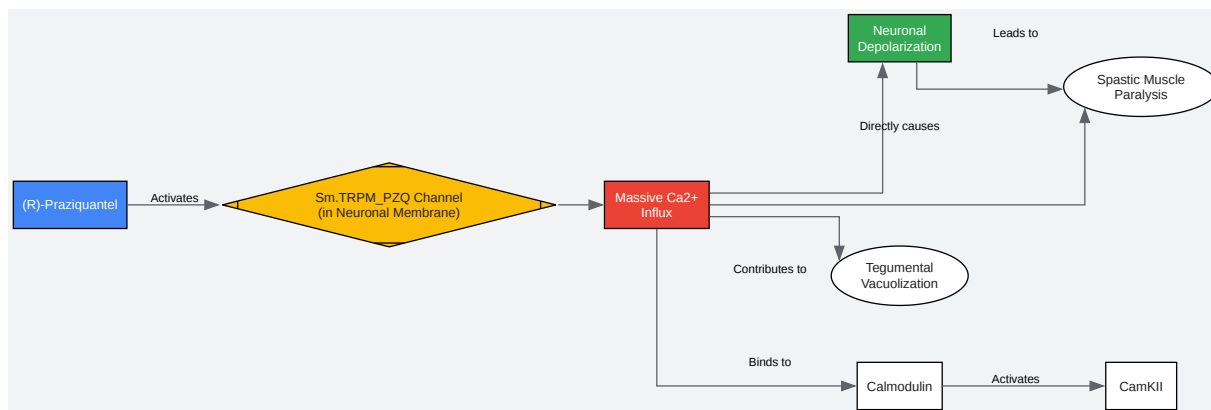 Neuronal
Depolarization
Leads to
Spastic Muscle
Paralysis
Directly causes
(R)-Praziquantel
Activates
Sm.TRPM_PZQ Channel
(in Neuronal Membrane)
Massive Ca2+
Influx
Contributes to
Tegumental
Vacuolization
Binds to
Calmodulin
Activates
CamKII